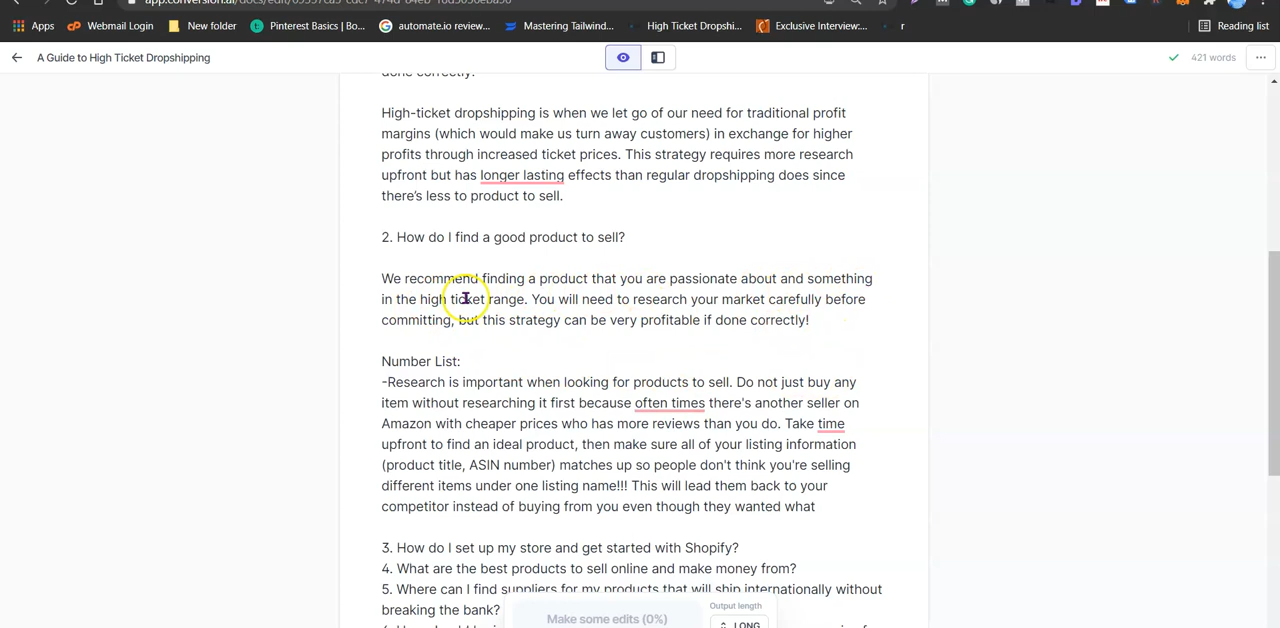 Apps
Webmail Login
New folder
Pinterest Basics | Bo...
automate.io review...
Mastering Tailwind...
High Ticket Dropshi...
Exclusive Interview:...
r
Reading list
A Guide to High Ticket Dropshipping
421 words
done correctly.
High-ticket dropshipping is when we let go of our need for traditional profit
margins (which would make us turn away customers) in exchange for higher
profits through increased ticket prices. This strategy requires more research
upfront but has longer lasting effects than regular dropshipping does since
there's less to product to sell.
2. How do I find a good product to sell?
We recommend finding a product that you are passionate about and something
in the high ticket range. You will need to research your market carefully before
committing, but this strategy can be very profitable if done correctly!
Number List:
-Research is important when looking for products to sell. Do not just buy any
item without researching it first because often times there's another seller on
Amazon with cheaper prices who has more reviews than you do. Take time
upfront to find an ideal product, then make sure all of your listing information
(product title, ASIN number) matches up so people don't think you're selling
different items under one listing name!!! This will lead them back to your
competitor instead of buying from you even though they wanted what
3. How do I set up my store and get started with Shopify?
4. What are the best products to sell online and make money from?
5. Where can I find suppliers for my products that will ship internationally without
breaking the bank?
Make some edits (0%)
Output length
LONG